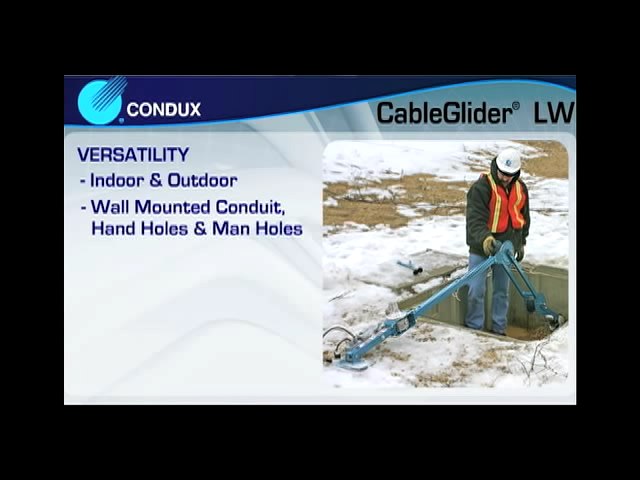 CONDUX
CableGlider® LW
VERSATILITY
- Indoor & Outdoor
- Wall Mounted Conduit,
Hand Holes & Man Holes